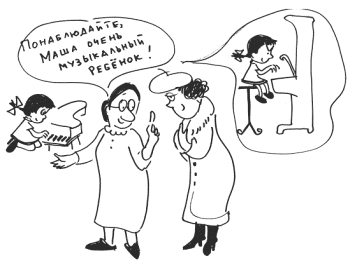 Понаблюдайте,
Маша очень
музыкальный
ребёнок!